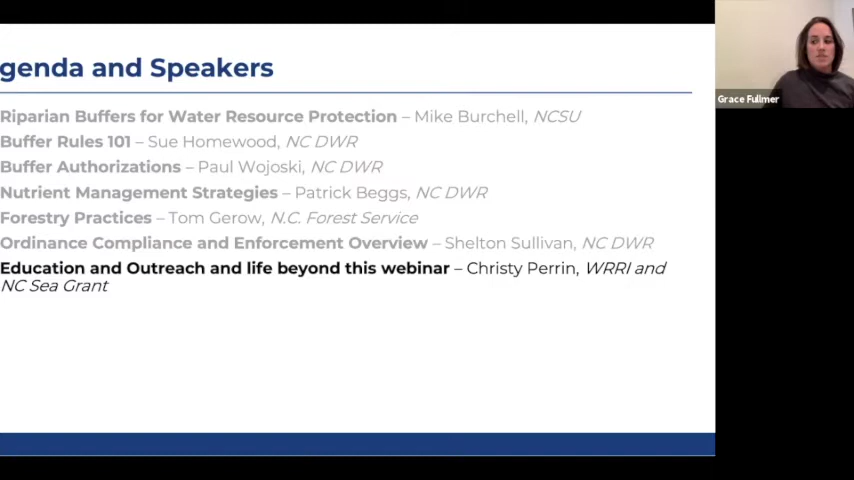 genda and Speakers
Riparian Buffers for Water Resource Protection – Mike Burchell, NCSU
Buffer Rules 101 – Sue Homewood, NC DWR
Buffer Authorizations – Paul Wojoski, NC DWR
Nutrient Management Strategies – Patrick Beggs, NC DWR
Forestry Practices – Tom Gerow, N.C. Forest Service
Ordinance Compliance and Enforcement Overview – Shelton Sullivan, NC DWR
Education and Outreach and life beyond this webinar – Christy Perrin, WRRI and
NC Sea Grant
Grace Fullmer